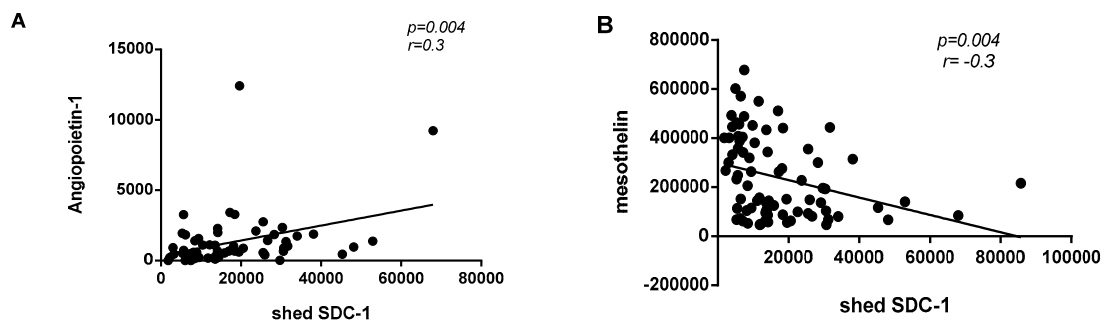 A
p=0.004
r=0.3
Angiopoietin-1
15000
10000
5000
0
0 20000 40000 60000 80000
shed SDC-1
B
p=0.004
r= -0.3
mesothelin
800000
600000
400000
200000
0
-200000
20000 40000 60000 80000 100000
shed SDC-1